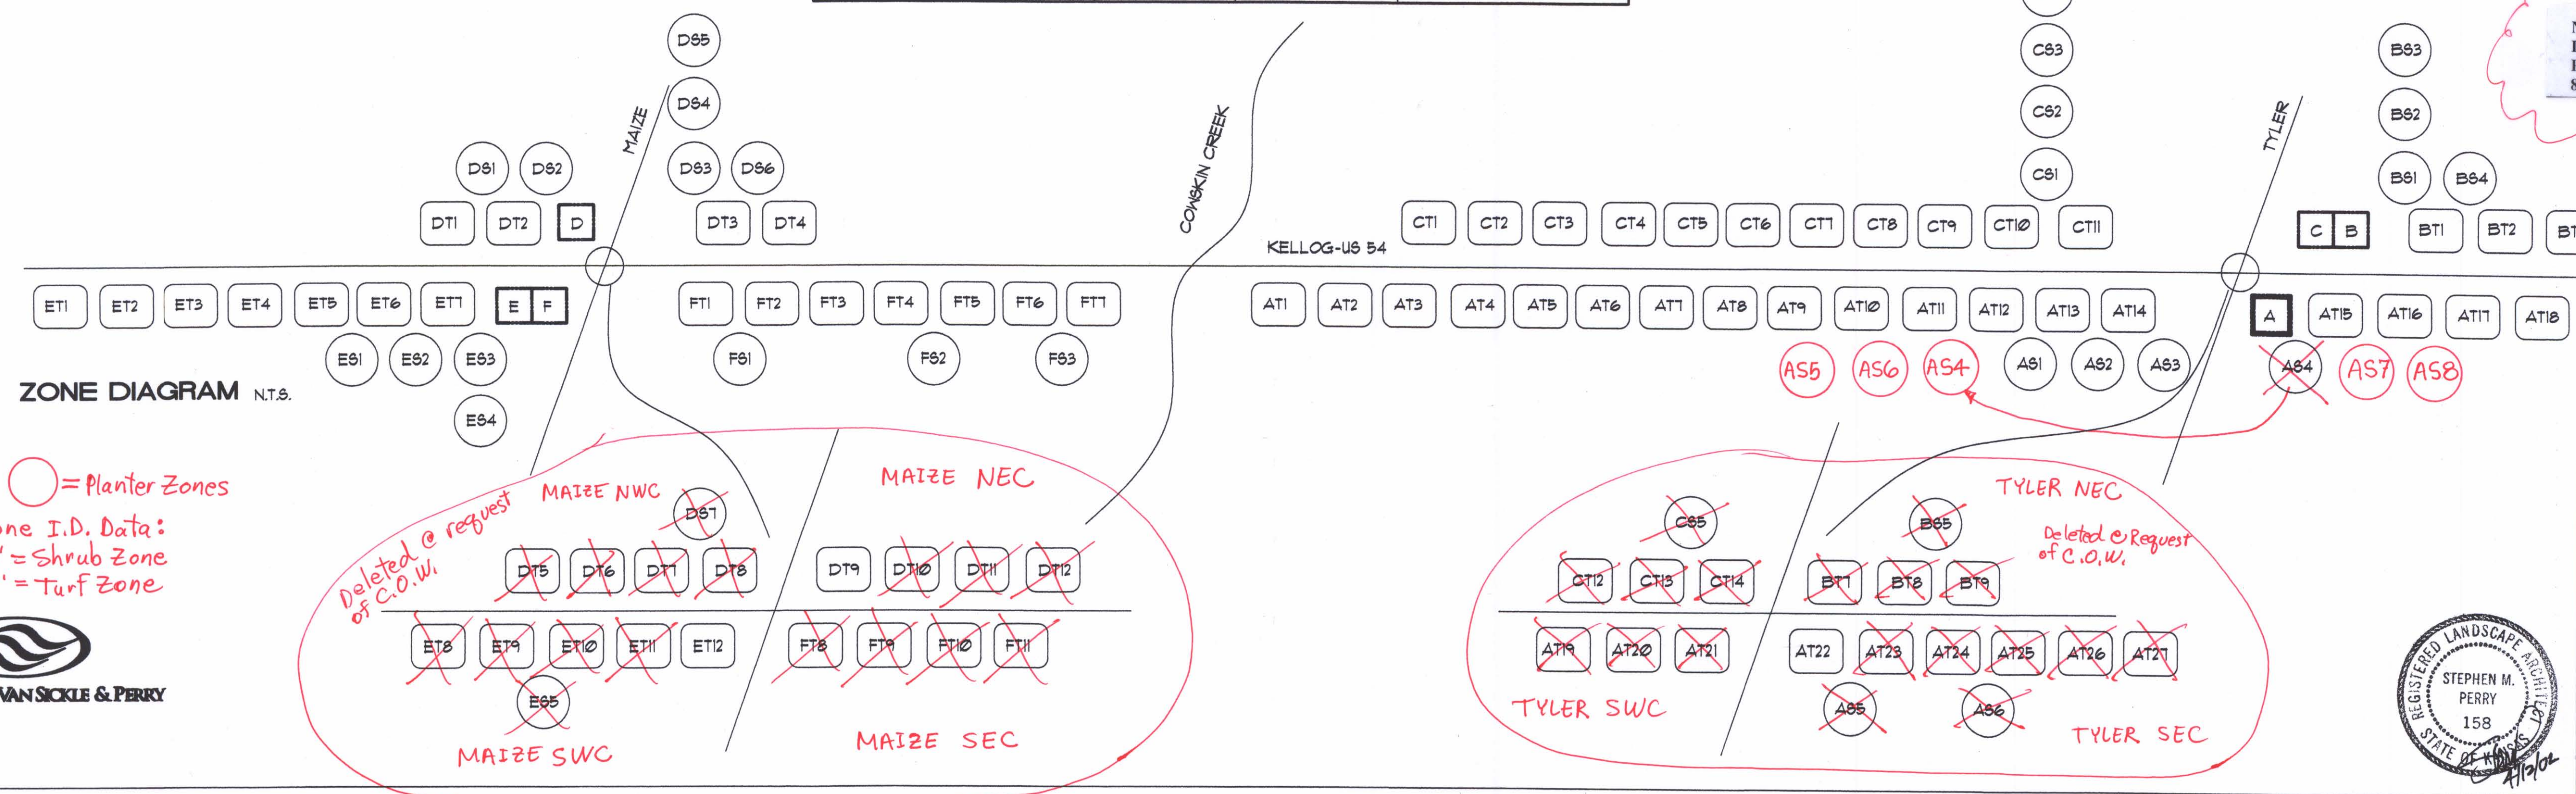 DS5
CS3
BS3
DS4
MAIZE
CS2
BS2
TYLER
COWSKIN CREEK
DS1 DS2
DS3 DS6
CS1
BS1 BS4
DT1 DT2 D
DT3 DT4
CT1 CT2 CT3 CT4 CT5 CT6 CT7 CT8 CT9 CT10 CT11
C B
BT1 BT2 BT
KELLOG-US 54
ET1 ET2 ET3 ET4 ET5 ET6 ET7 E F
FT1 FT2 FT3 FT4 FT5 FT6 FT7
AT1 AT2 AT3 AT4 AT5 AT6 AT7 AT8 AT9 AT10 AT11 AT12 AT13 AT14
A AT15 AT16 AT17 AT18
ES1 ES2 ES3
FS1 FS2 FS3
AS5 AS6 AS4 AS1 AS2 AS3
AS4 AS7 AS8
ZONE DIAGRAM N.T.S.
ES4
= Planter Zones
one I.D. Data:
' = Shrub Zone
' = Turf Zone
VAN SICKLE & PERRY
Deleted @ request
of C.O.W.
MAIZE NWC
MAIZE NEC
DS7
DT5 DT6 DT7 DT8
DT9 DT10 DT11 DT12
ET8 ET9 ET10 ET11 ET12
FT8 FT9 FT10 FT11
ES5
MAIZE SWC
MAIZE SEC
TYLER NEC
CS5
BS5
Deleted @ Request
of C.O.W.
CT12 CT13 CT14
BT7 BT8 BT9
AT19 AT20 AT21
AT22 AT23 AT24 AT25 AT26 AT27
TYLER SWC
AS5 AS6
TYLER SEC
REGISTERED LANDSCAPE ARCHITECT
STEPHEN M.
PERRY
158
STATE OF KANSAS
4/12/02